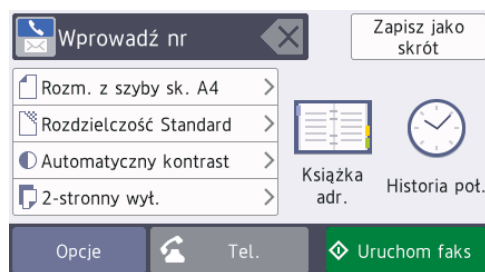 Wprowadź nr
Zapisz jako
skrót
Rozm. z szyby sk. A4
Rozdzielczość Standard
Automatyczny kontrast
2-stronny wył.
Książka
adr.
Historia poł.
Opcje
Tel.
Uruchom faks